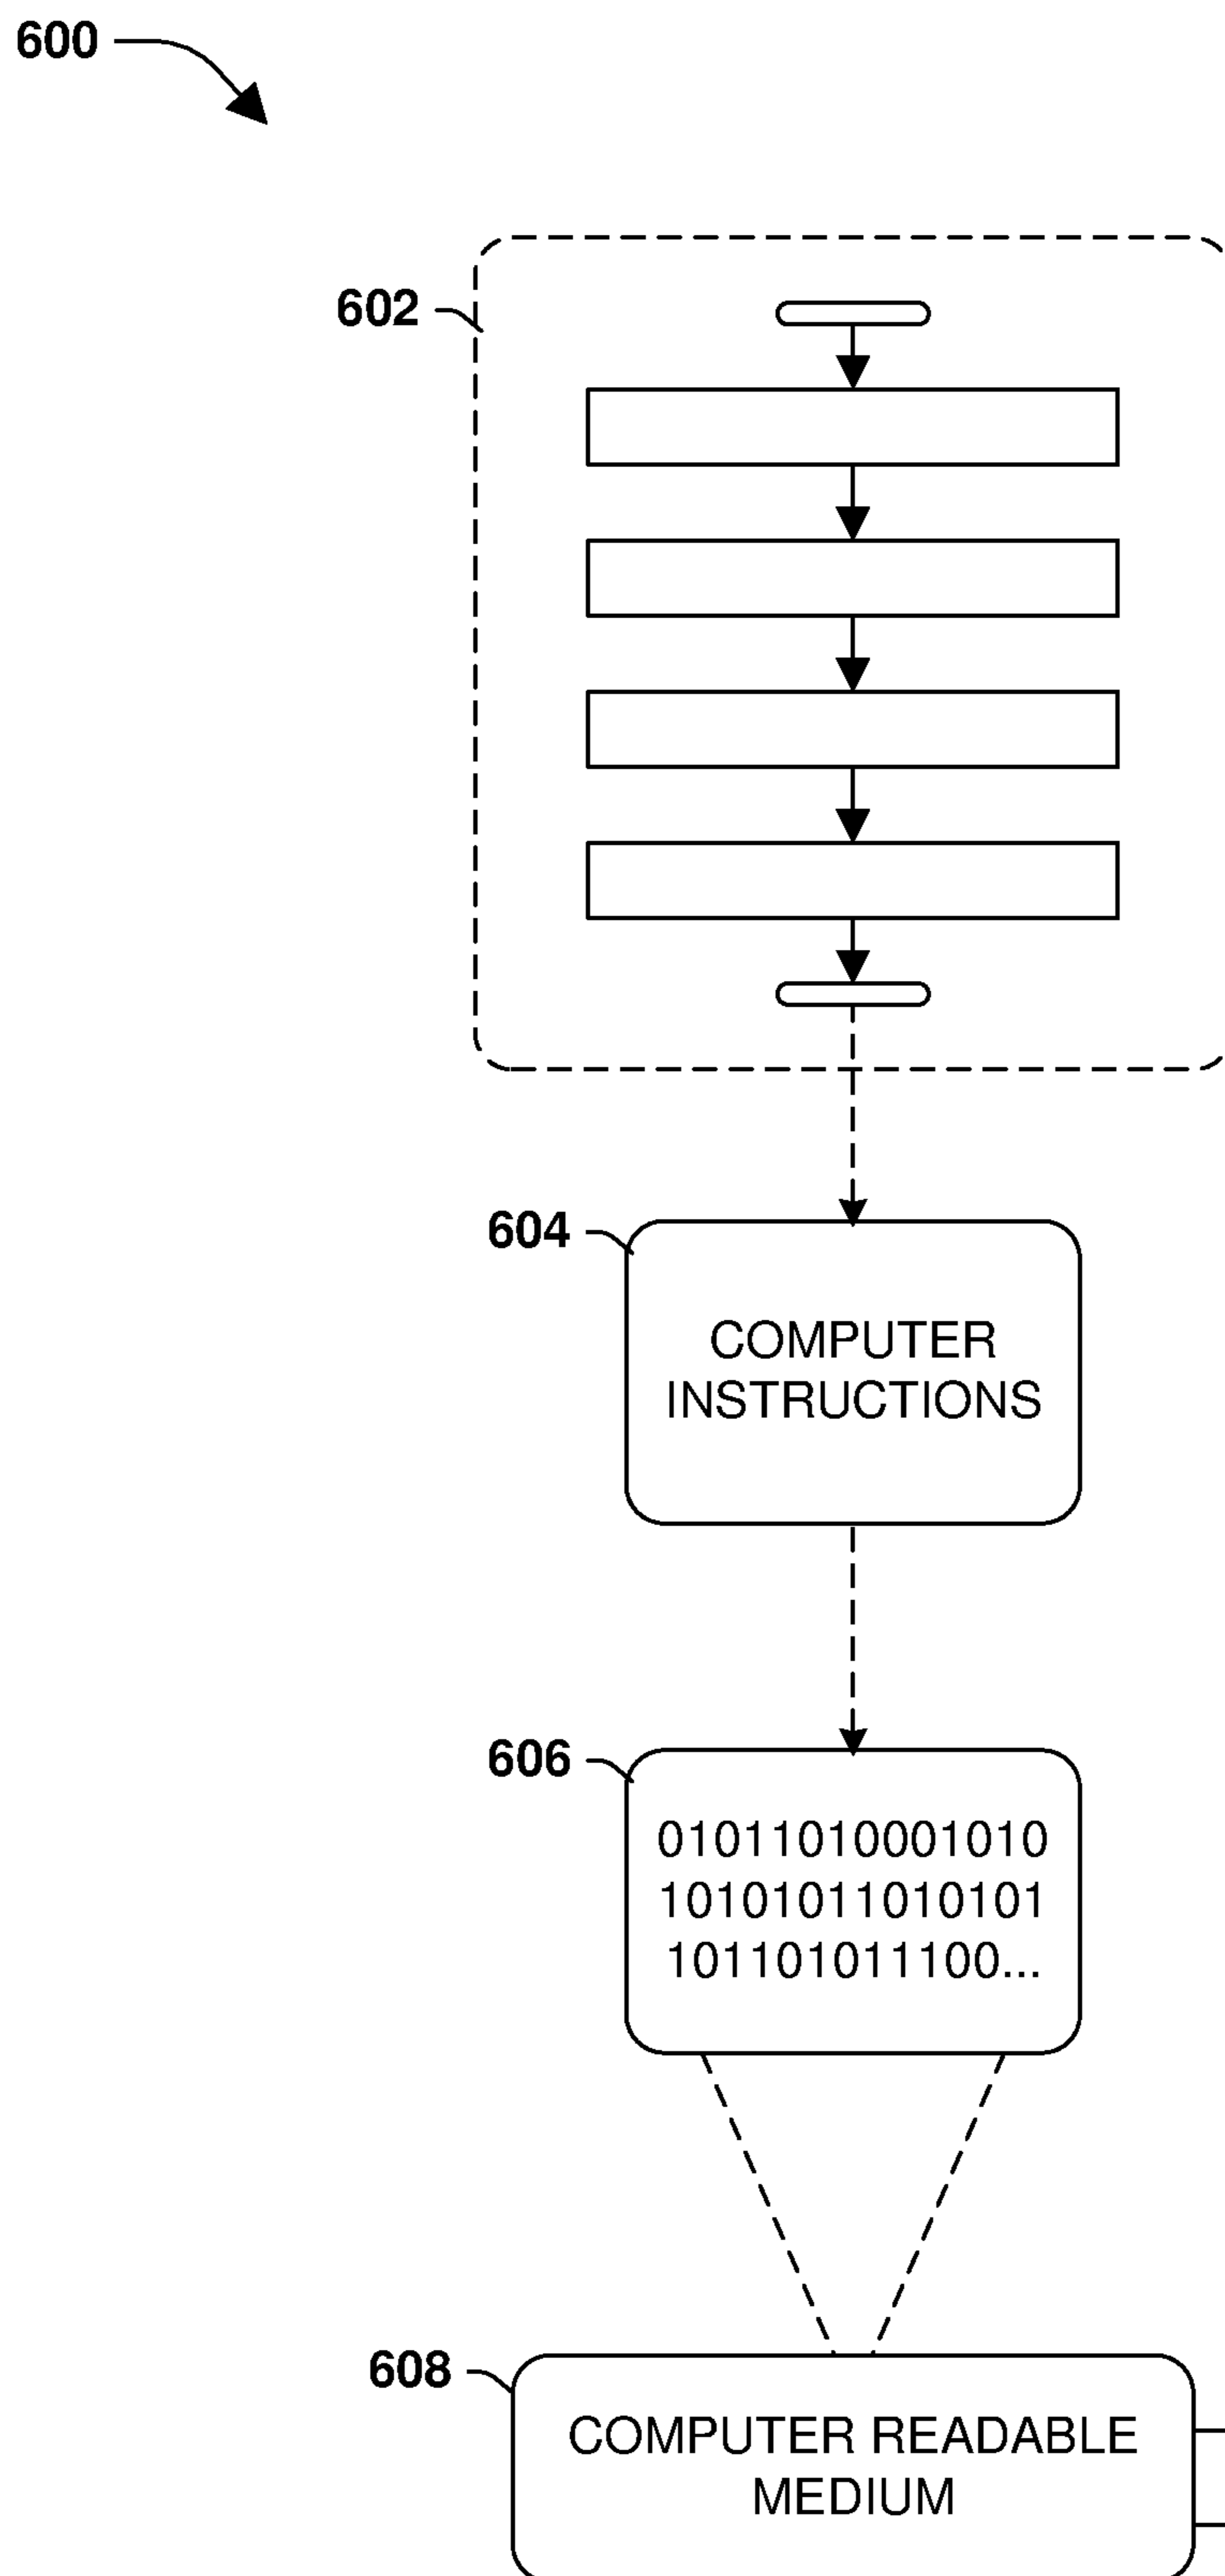 600
602
604
COMPUTER
INSTRUCTIONS
606
01011010001010
10101011010101
101101011100...
608
COMPUTER READABLE
MEDIUM